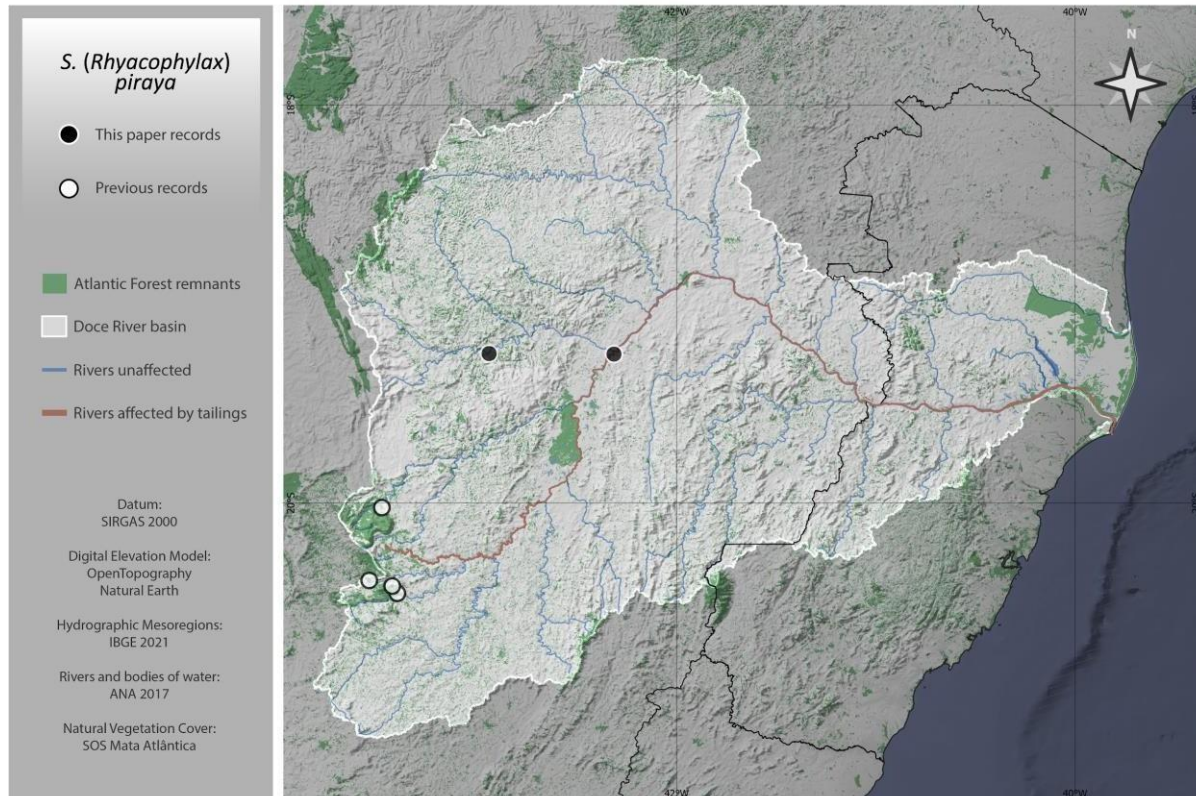 S. (Rhyacophylax)
piraya
This paper records
Previous records
Atlantic Forest remnants
Doce River basin
Rivers unaffected
Rivers affected by tailings
Datum:
SIRGAS 2000
Digital Elevation Model:
OpenTopography
Natural Earth
Hydrographic Mesoregions:
IBGE 2021
Rivers and bodies of water:
ANA 2017
Natural Vegetation Cover:
SOS Mata Atlântica
42°W
40°W
N
18°S
20°S
42°W
40°W